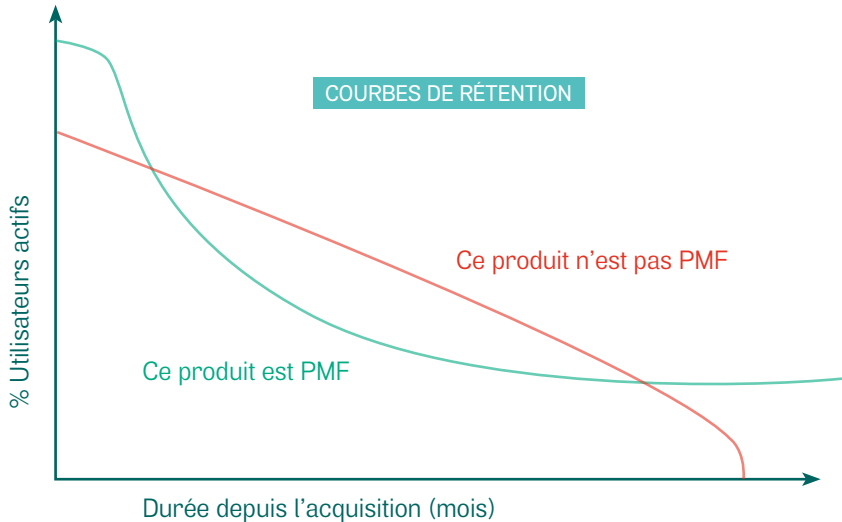 COURBES DE RÉTENTION
% Utilisateurs actifs
Ce produit n'est pas PMF
Ce produit est PMF
Durée depuis l'acquisition (mois)